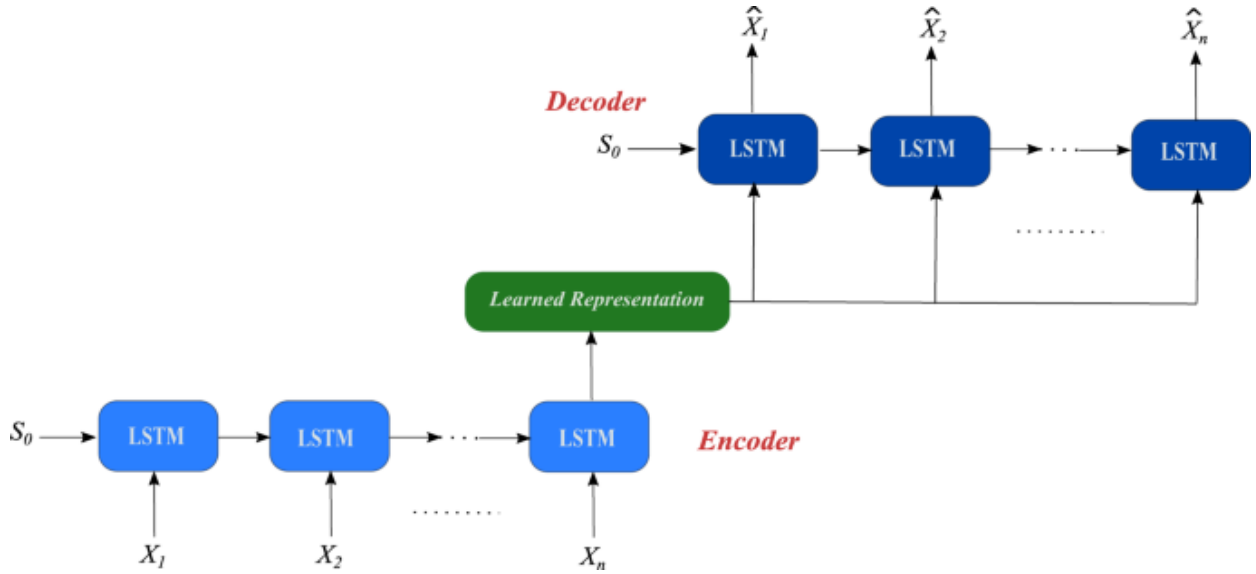 X̂₁ X̂₂ X̂ₙ
Decoder
S₀ LSTM LSTM ... LSTM
.........
Learned Representation
S₀ LSTM LSTM ... LSTM
Encoder
.........
X₁ X₂ Xₙ